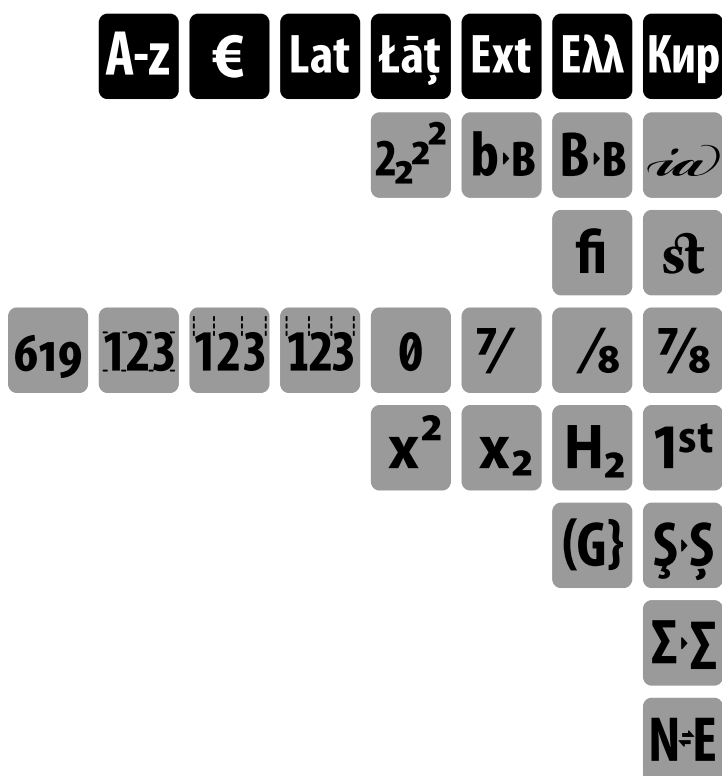 A-z € Lat Łāţ Ext Ελλ Кир
2₂²² b▸ʙ B▸ʙ ia
fi st
619 123 123 123 0 ⁷⁄ ⁄₈ ⅞
x² x₂ H₂ 1ˢᵗ
(G} Ş▸Ș
Σ▸Σ
N⇌E